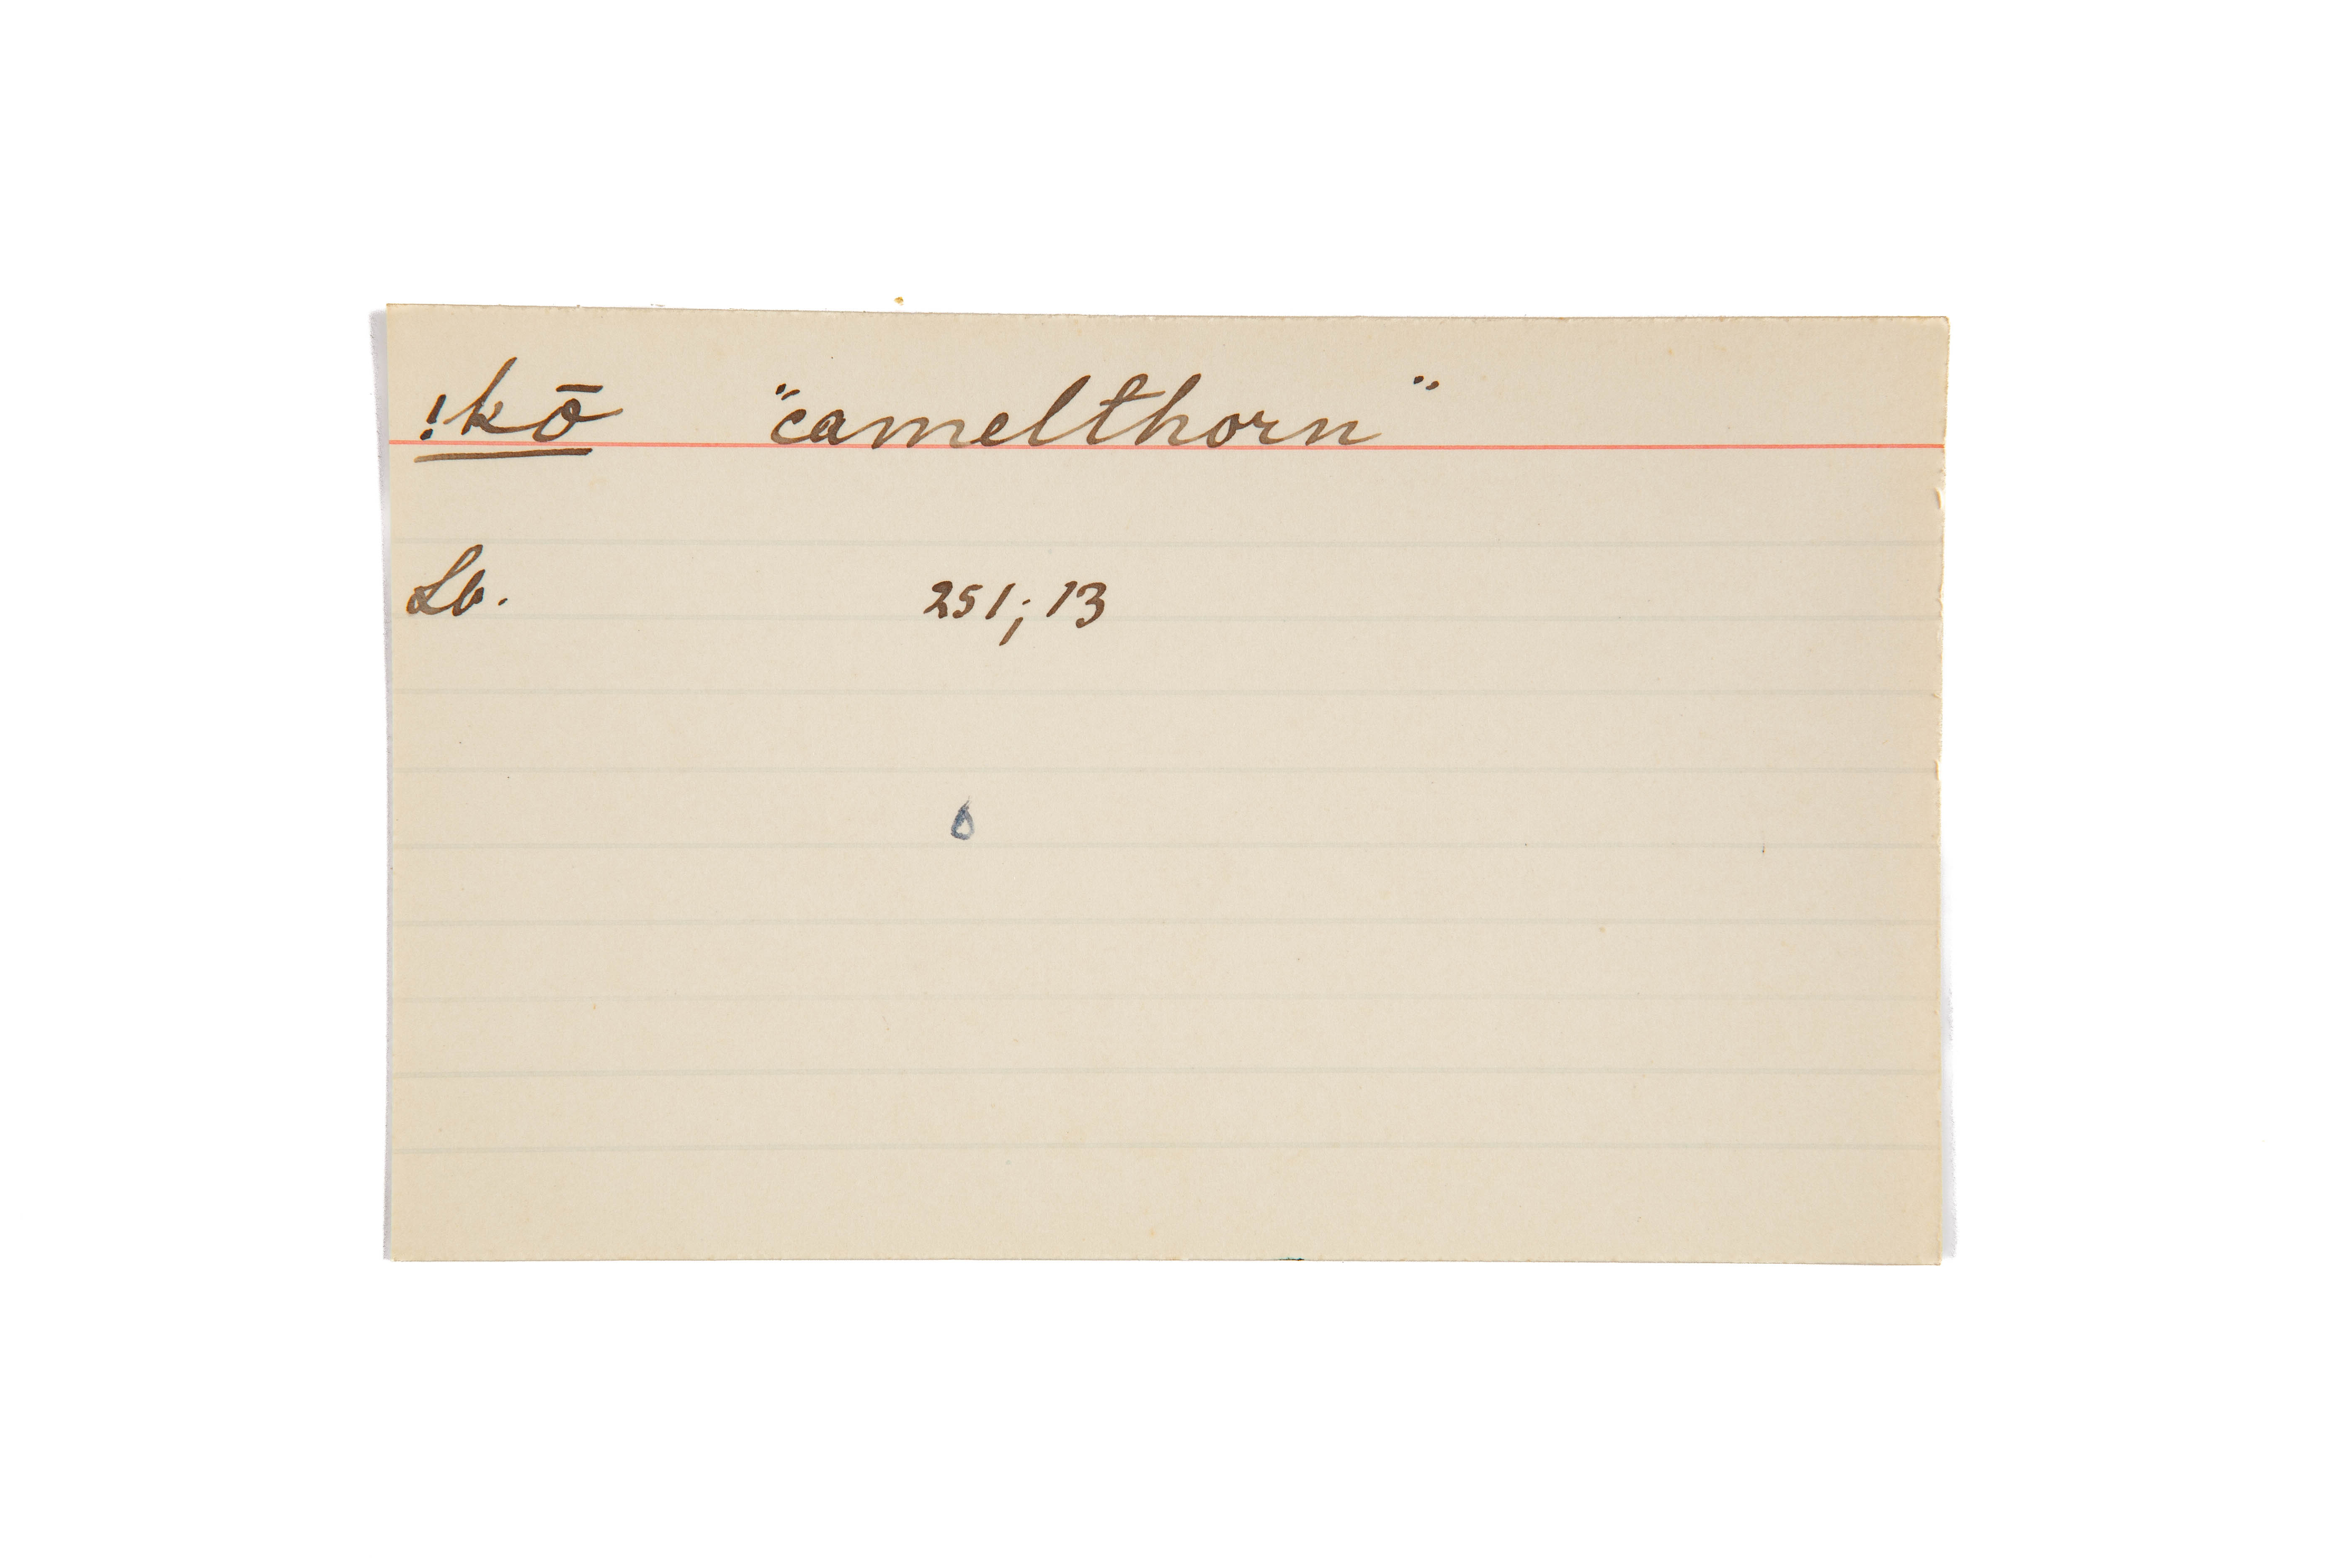 !kō "camelthorn"
Lb. 251; 13